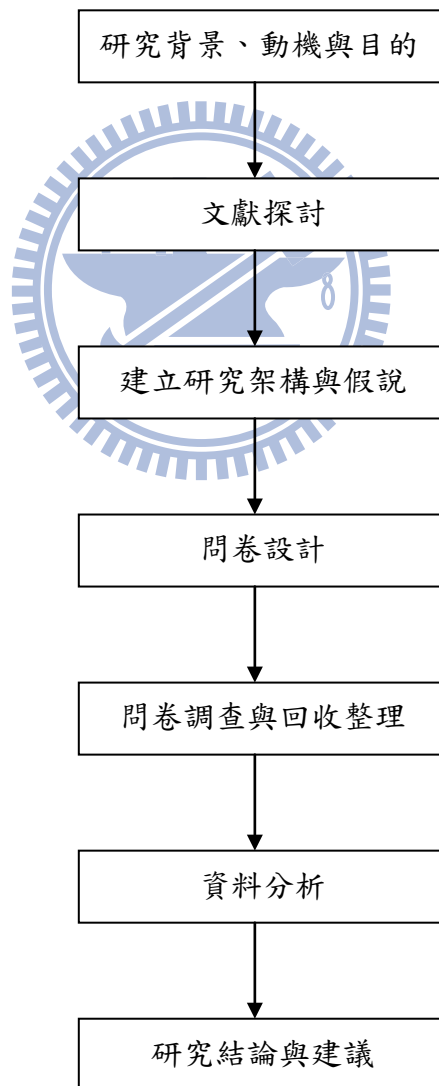 研究背景、動機與目的
文獻探討
建立研究架構與假說
問卷設計
問卷調查與回收整理
資料分析
研究結論與建議